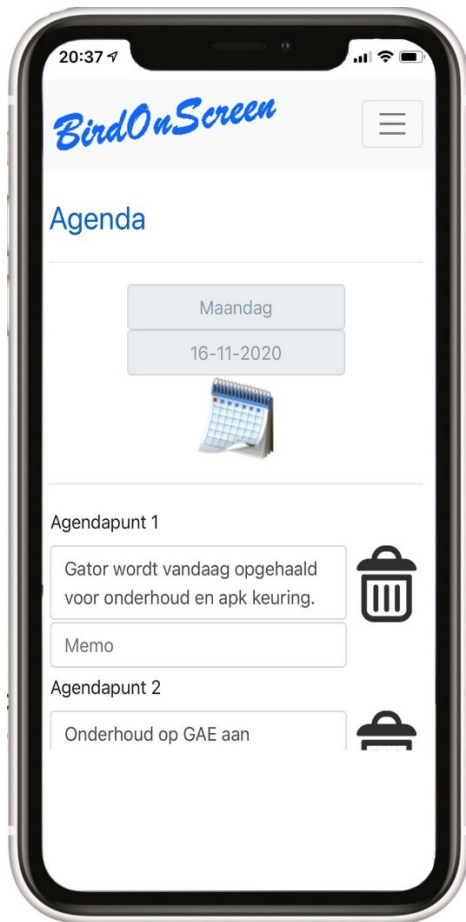 20:37
BirdOnScreen
Agenda
Maandag
16-11-2020
Agendapunt 1
Gator wordt vandaag opgehaald
voor onderhoud en apk keuring.
Memo
Agendapunt 2
Onderhoud op GAE aan